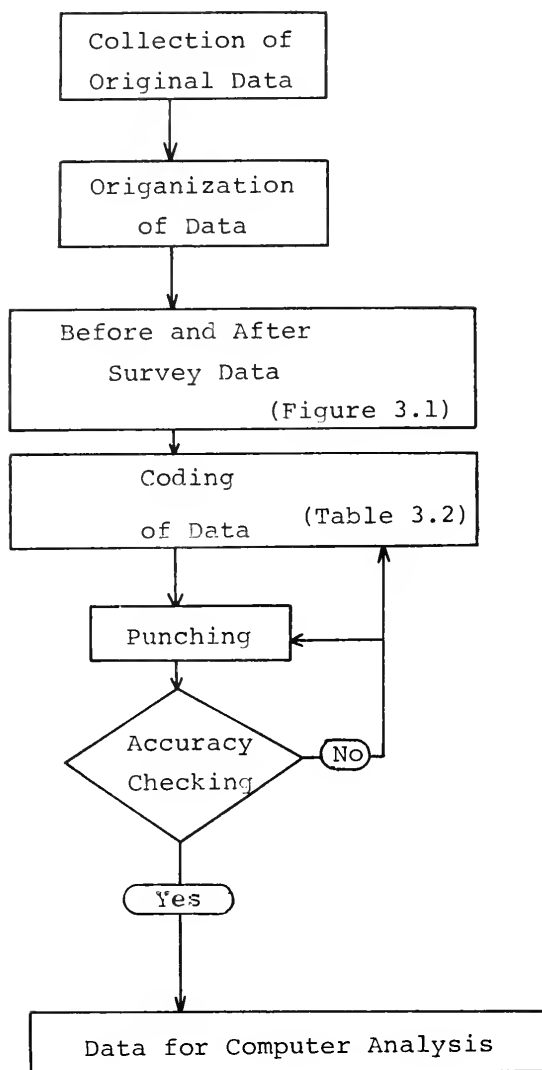 Collection of
Original Data
Origanization
of Data
Before and After
Survey Data
(Figure 3.1)
Coding
(Table 3.2)
of Data
Punching
Accuracy
Checking
No
Yes
Data for Computer Analysis